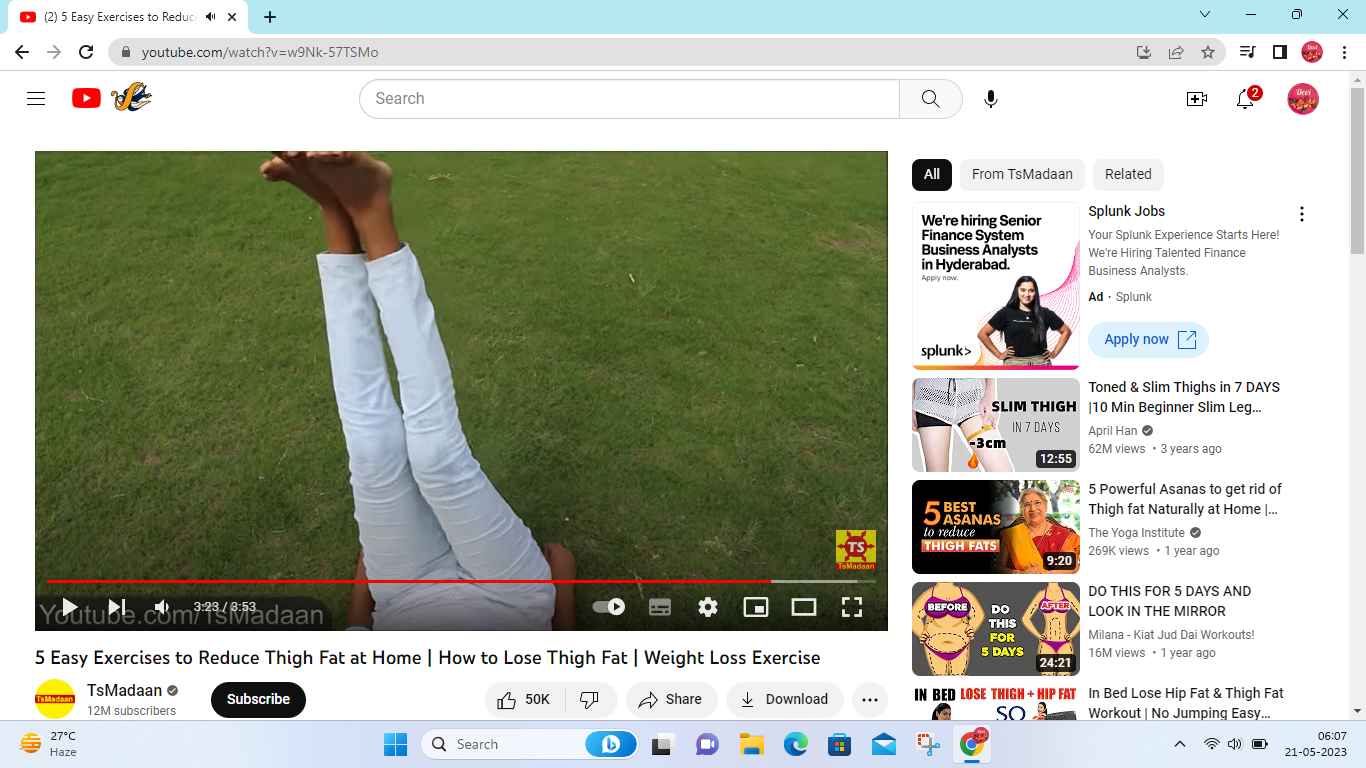 (2) 5 Easy Exercises to Reduce
youtube.com/watch?v=w9Nk-57TSMo
Search
2
Devi
TS
TsMadaan
Youtube.com/TsMadaan
3:23 / 3:53
5 Easy Exercises to Reduce Thigh Fat at Home | How to Lose Thigh Fat | Weight Loss Exercise
TsMadaan
TsMadaan
12M subscribers
Subscribe
50K
Share
Download
All
From TsMadaan
Related
We're hiring Senior
Finance System
Business Analysts
in Hyderabad.
Apply now.
splunk>
Splunk Jobs
Your Splunk Experience Starts Here!
We're Hiring Talented Finance
Business Analysts.
Ad · Splunk
Apply now
SLIM THIGH
IN 7 DAYS
-3cm
12:55
Toned & Slim Thighs in 7 DAYS
|10 Min Beginner Slim Leg…
April Han
62M views • 3 years ago
5 BEST
ASANAS
to reduce
THIGH FATS
9:20
5 Powerful Asanas to get rid of
Thigh fat Naturally at Home |…
The Yoga Institute
269K views • 1 year ago
BEFORE
DO
THIS
FOR
5 DAYS
AFTER
24:21
DO THIS FOR 5 DAYS AND
LOOK IN THE MIRROR
Milana - Kiat Jud Dai Workouts!
16M views • 1 year ago
IN BED LOSE THIGH + HIP FAT
SO
In Bed Lose Hip Fat & Thigh Fat
Workout | No Jumping Easy…
27°C
Haze
Search
06:07
21-05-2023